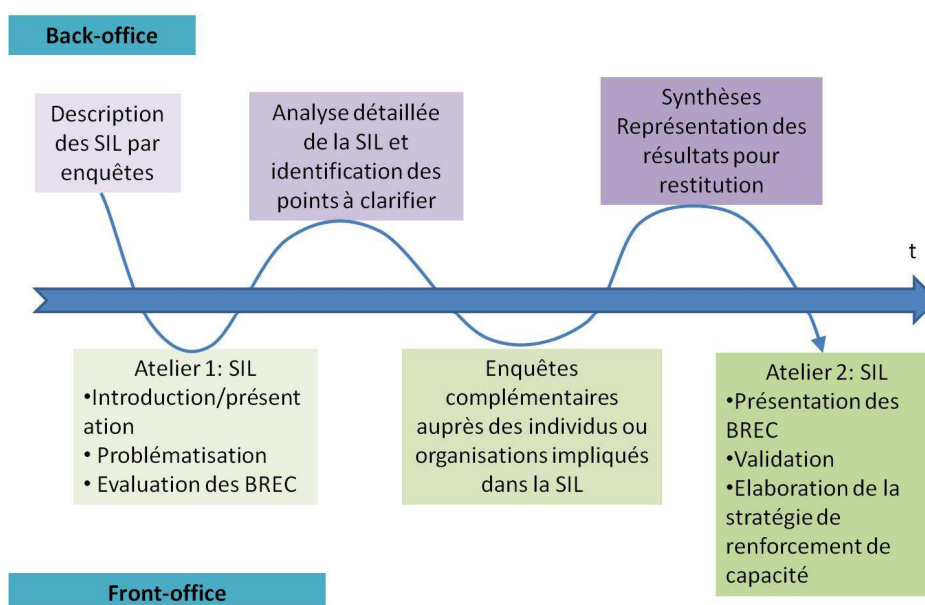 Back-office
Description
des SIL par
enquêtes
Analyse détaillée
de la SIL et
identification des
points à clarifier
Synthèses
Représentation des
résultats pour
restitution
t
Atelier 1: SIL
•Introduction/présent
ation
• Problématisation
• Evaluation des BREC
Enquêtes
complémentaires
auprès des individus ou
organisations impliqués
dans la SIL
Atelier 2: SIL
•Présentation des
BREC
•Validation
•Elaboration de la
stratégie de
renforcement de
capacité
Front-office